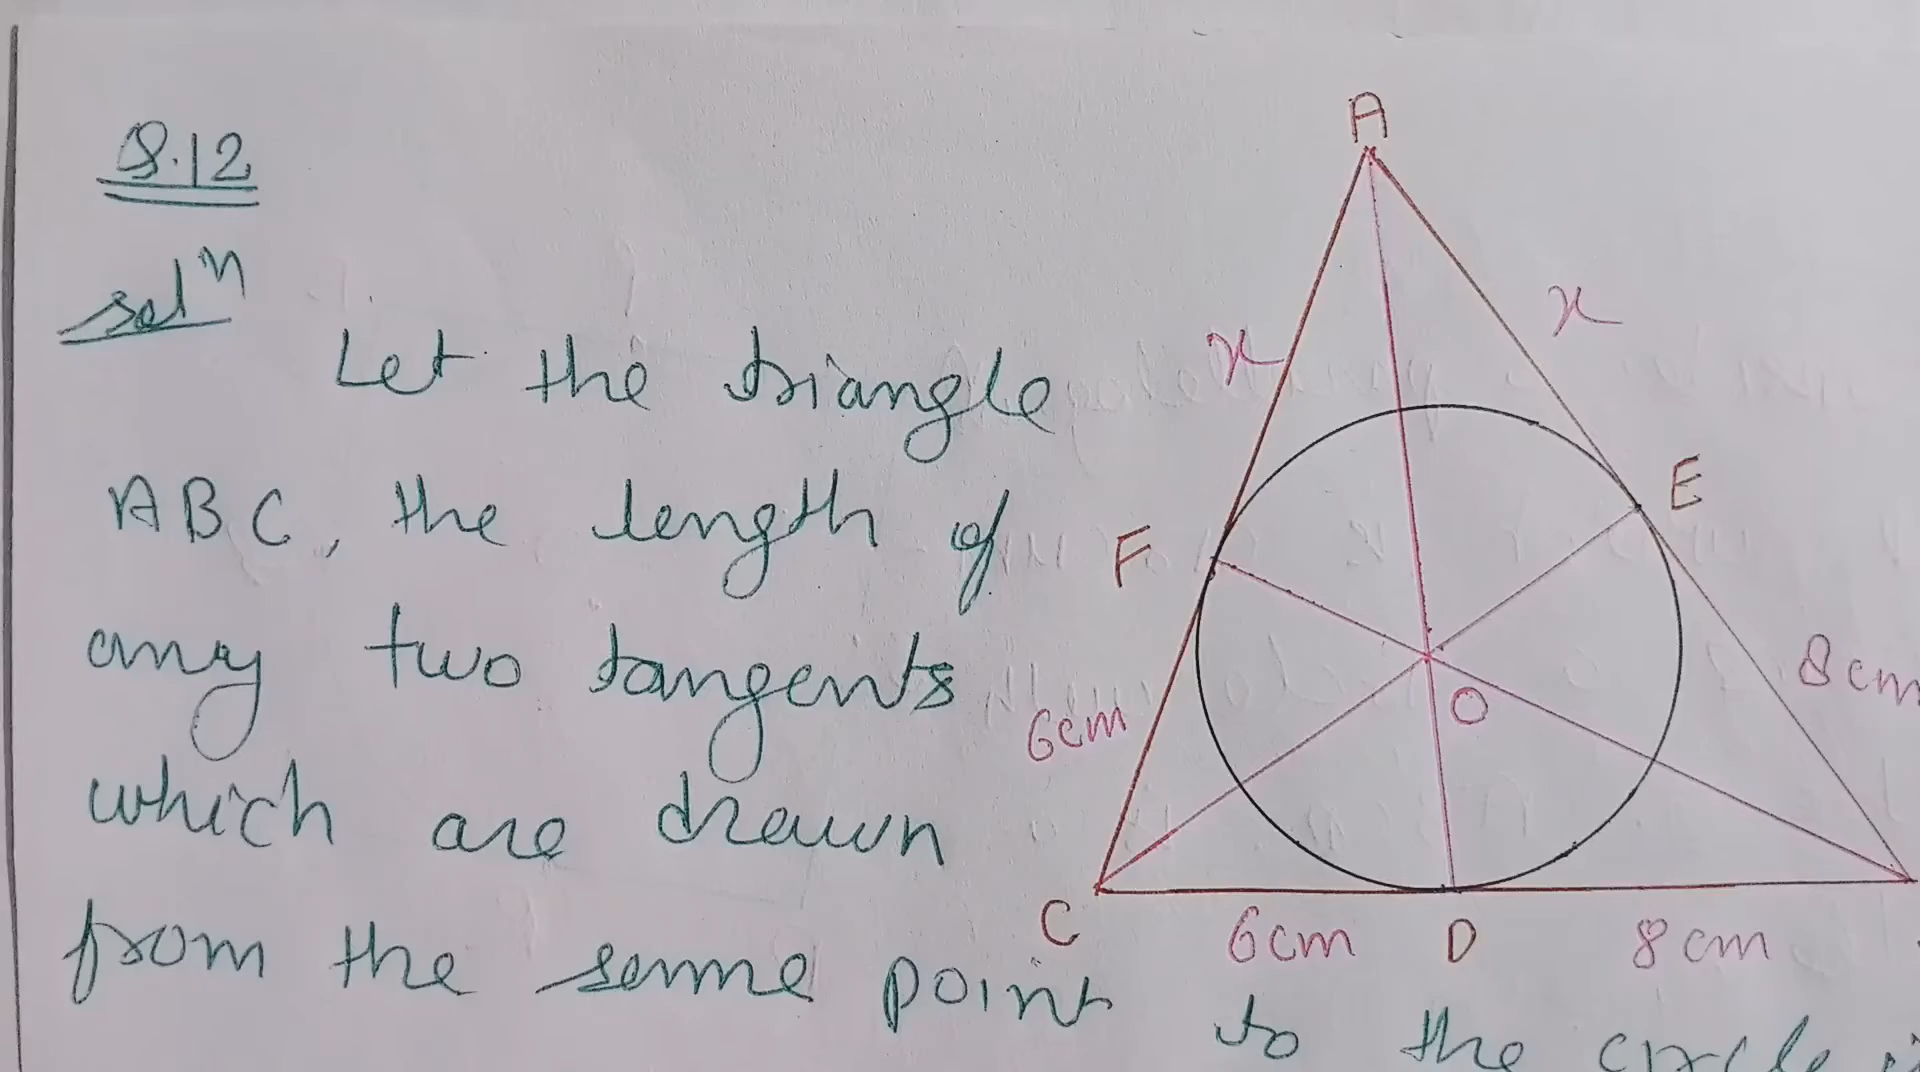 Q.12
solⁿ
Let the triangle
ABC, the length of
any two tangents
which are drawn
from the same point
to the circle
A
x
x
E
F
8cm
6cm
O
C
6cm
D
8cm